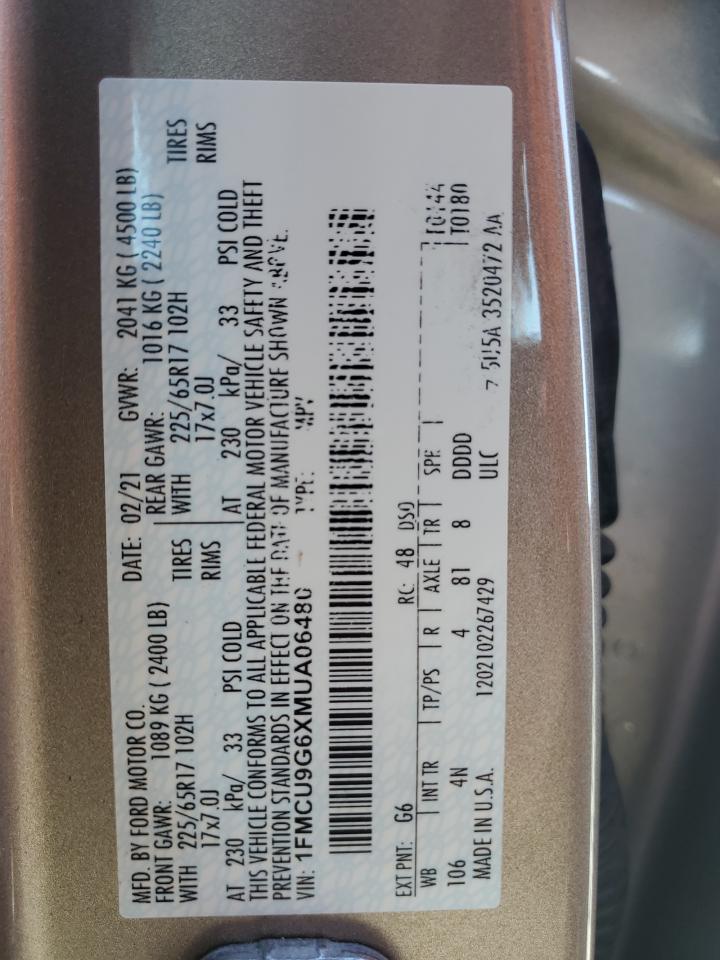 MFD. BY FORD MOTOR CO.
DATE: 02/21 GVWR: 2041 KG ( 4500 LB)
FRONT GAWR: 1089 KG ( 2400 LB) REAR GAWR: 1016 KG ( 2240 LB)
WITH 225/65R17 102H TIRES WITH 225/65R17 102H TIRES
17x7.0J RIMS 17x7.0J RIMS
AT 230 kPa/ 33 PSI COLD AT 230 kPa/ 33 PSI COLD
THIS VEHICLE CONFORMS TO ALL APPLICABLE FEDERAL MOTOR VEHICLE SAFETY AND THEFT
PREVENTION STANDARDS IN EFFECT ON THE DATE OF MANUFACTURE SHOWN ABOVE.
VIN: 1FMCU9G6XMUA06480 TYPE: MPV
EXT PNT: G6 RC: 48 DSO
WB INT TR TP/PS R AXLE TR SPR T0144
106 4N 4 81 8 DDDD T0180
MADE IN U.S.A. 1202102267429 ULC 5U5A 3520472 AA